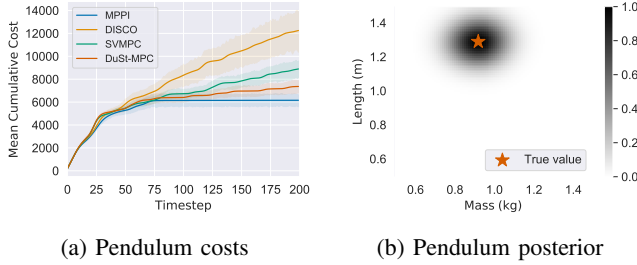 MPPI
DISCO
SVMPC
DuSt-MPC
14000
12000
10000
8000
6000
4000
2000
0
Mean Cumulative Cost
0 25 50 75 100 125 150 175 200
Timestep
(a) Pendulum costs
1.4
1.2
1.0
0.8
0.6
Length (m)
True value
0.6 0.8 1.0 1.2 1.4
Mass (kg)
1.0
0.8
0.6
0.4
0.2
0.0
(b) Pendulum posterior